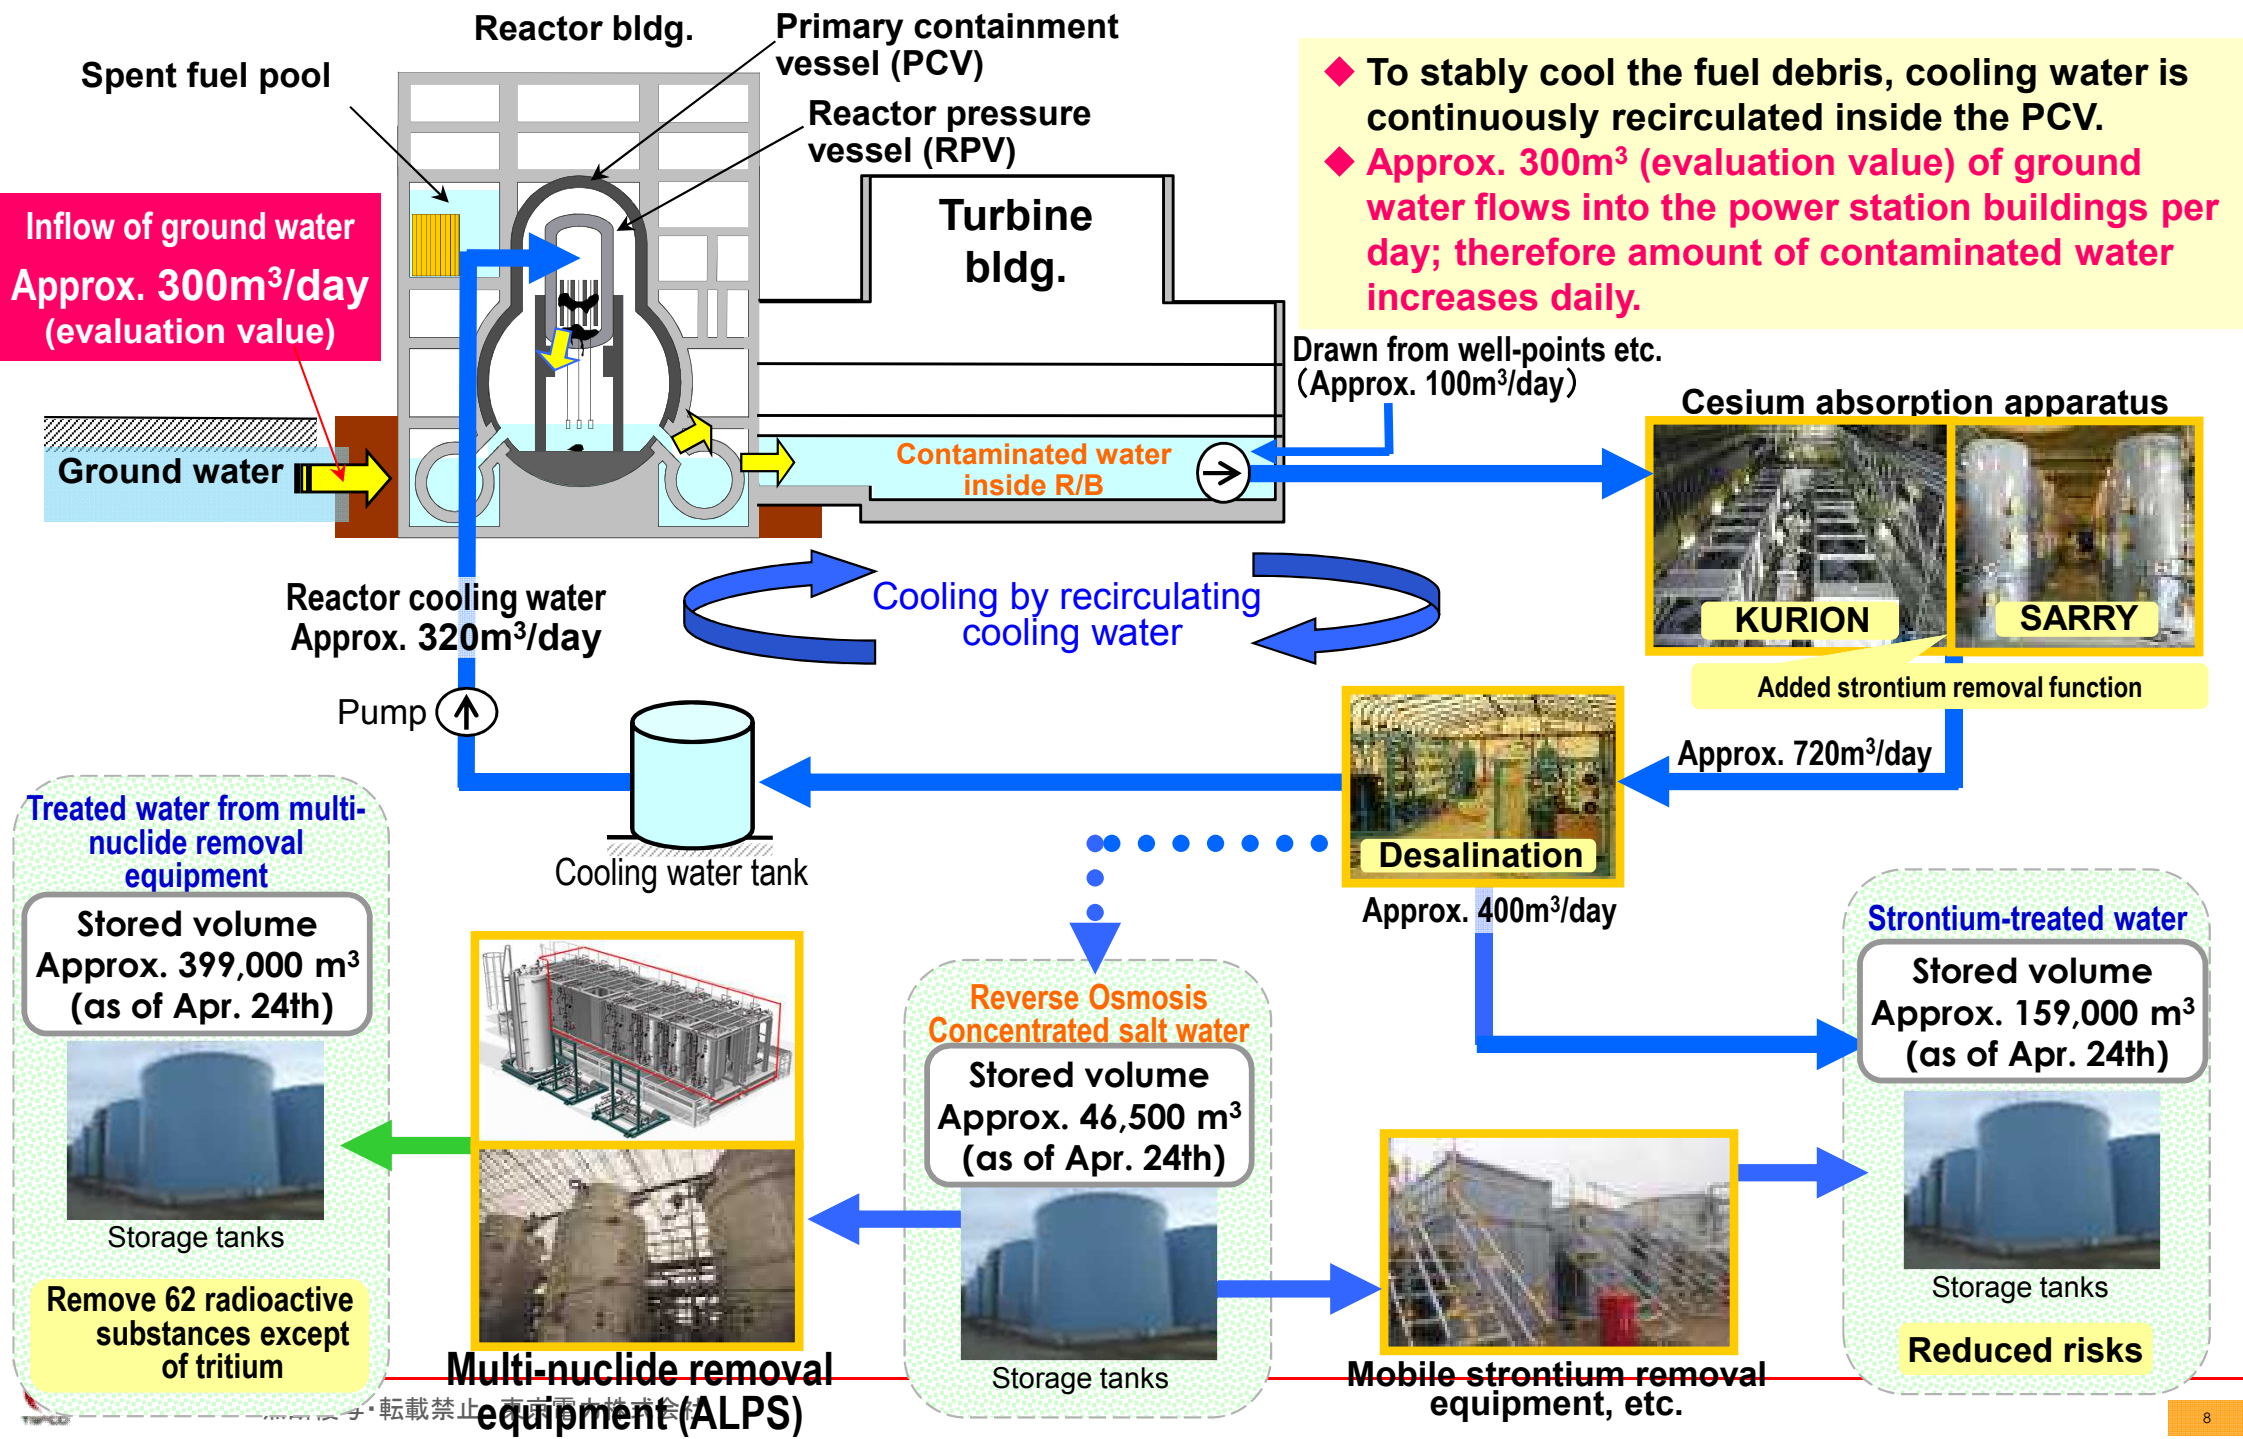 Reactor bldg.
Primary containment
vessel (PCV)
Spent fuel pool
Reactor pressure
vessel (RPV)
◆ To stably cool the fuel debris, cooling water is
continuously recirculated inside the PCV.
◆ Approx. 300m³ (evaluation value) of ground
water flows into the power station buildings per
day; therefore amount of contaminated water
increases daily.
Inflow of ground water
Approx. 300m³/day
(evaluation value)
Turbine
bldg.
Drawn from well-points etc.
（Approx. 100m³/day）
Cesium absorption apparatus
Ground water
Contaminated water
inside R/B
KURION
SARRY
Added strontium removal function
Reactor cooling water
Approx. 320m³/day
Cooling by recirculating
cooling water
Pump
Approx. 720m³/day
Cooling water tank
Desalination
Approx. 400m³/day
Treated water from multi-
nuclide removal
equipment
Stored volume
Approx. 399,000 m³
(as of Apr. 24th)
Storage tanks
Remove 62 radioactive
substances except
of tritium
Multi-nuclide removal
equipment (ALPS)
Reverse Osmosis
Concentrated salt water
Stored volume
Approx. 46,500 m³
(as of Apr. 24th)
Storage tanks
Mobile strontium removal
equipment, etc.
Strontium-treated water
Stored volume
Approx. 159,000 m³
(as of Apr. 24th)
Storage tanks
Reduced risks
・転載禁止
8